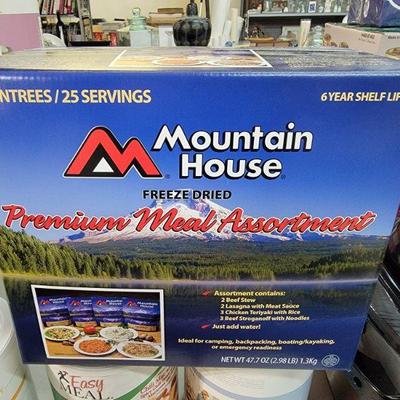 NTREES / 25 SERVINGS
6 YEAR SHELF LIF
Mountain
House
FREEZE DRIED
Premium Meal Assortment
Assortment contains:
2 Beef Stew
2 Lasagna with Meat Sauce
3 Chicken Teriyaki with Rice
3 Beef Stroganoff with Noodles
Just add water!
Ideal for camping, backpacking, boating/kayaking,
or emergency readiness
NET WT 47.7 OZ (2.98 LB) 1.3Kg
Easy
MEAL